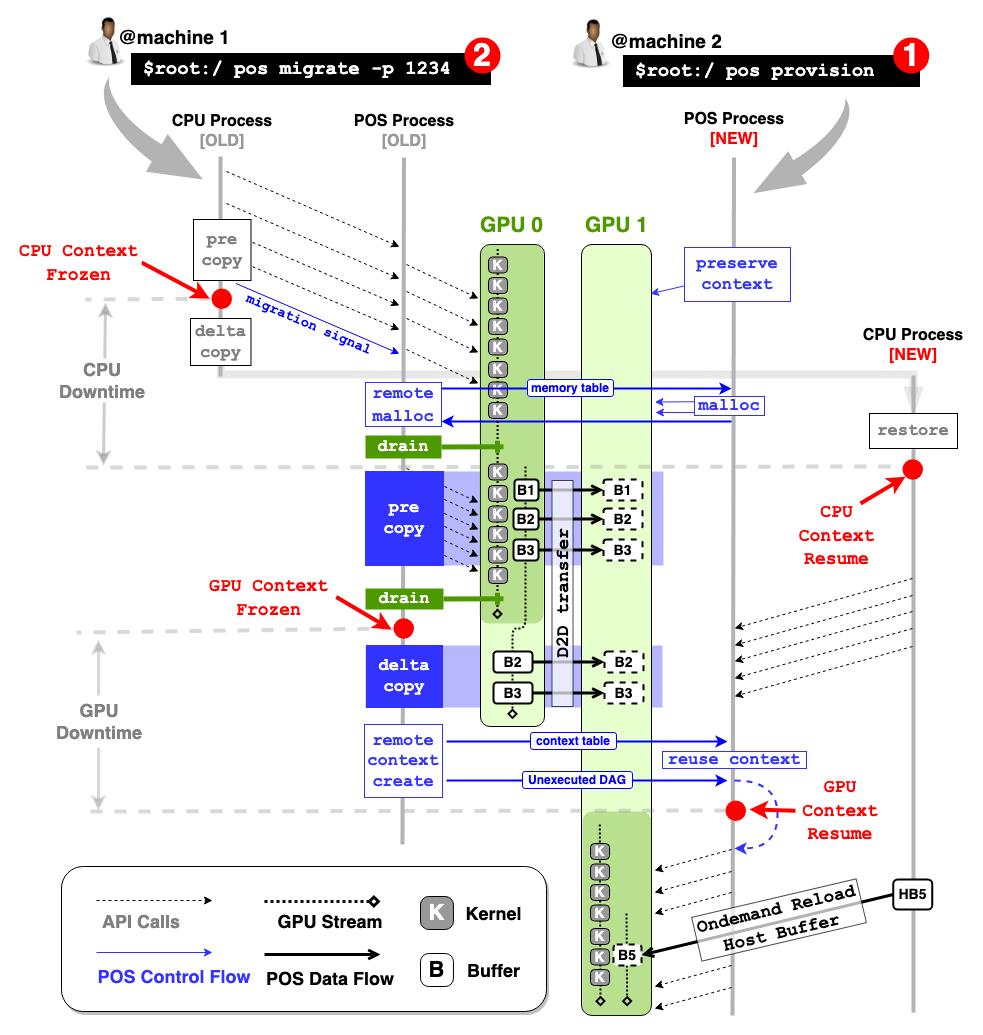 @machine 1
$root:/ pos migrate -p 1234
2
@machine 2
$root:/ pos provision
1
CPU Process
[OLD]
POS Process
[OLD]
POS Process
[NEW]
GPU 0
GPU 1
pre
copy
CPU Context
Frozen
migration signal
delta
copy
preserve
context
CPU Process
[NEW]
CPU
Downtime
remote
malloc
memory table
malloc
restore
drain
K
K
K
K
K
K
K
K
pre
copy
K
K
K
K
K
K
B1
B2
B3
B1
B2
B3
D2D transfer
CPU
Context
Resume
GPU Context
Frozen
drain
delta
copy
B2
B3
B2
B3
GPU
Downtime
remote
context
create
context table
reuse context
Unexecuted DAG
GPU
Context
Resume
K
K
K
K
K
K
K
B5
Ondemand Reload
Host Buffer
HB5
API Calls
GPU Stream
K
Kernel
POS Control Flow
POS Data Flow
B
Buffer